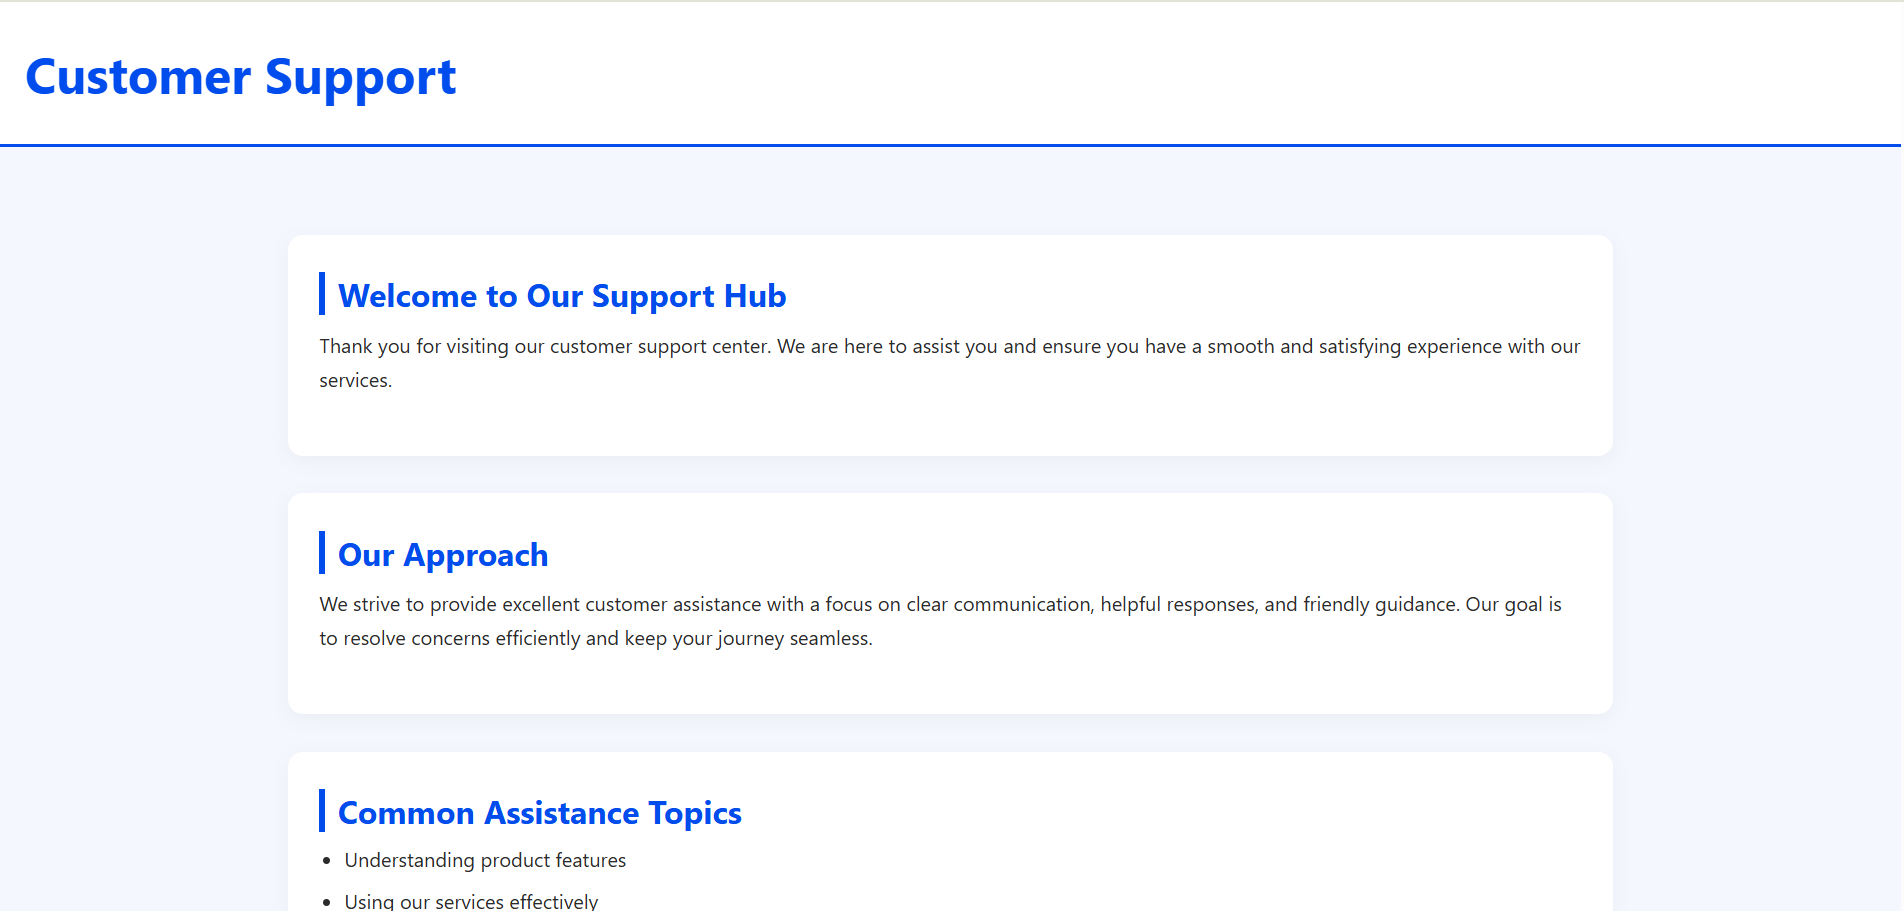 Customer Support
Welcome to Our Support Hub
Thank you for visiting our customer support center. We are here to assist you and ensure you have a smooth and satisfying experience with our
services.
Our Approach
We strive to provide excellent customer assistance with a focus on clear communication, helpful responses, and friendly guidance. Our goal is
to resolve concerns efficiently and keep your journey seamless.
Common Assistance Topics
• Understanding product features
• Using our services effectively